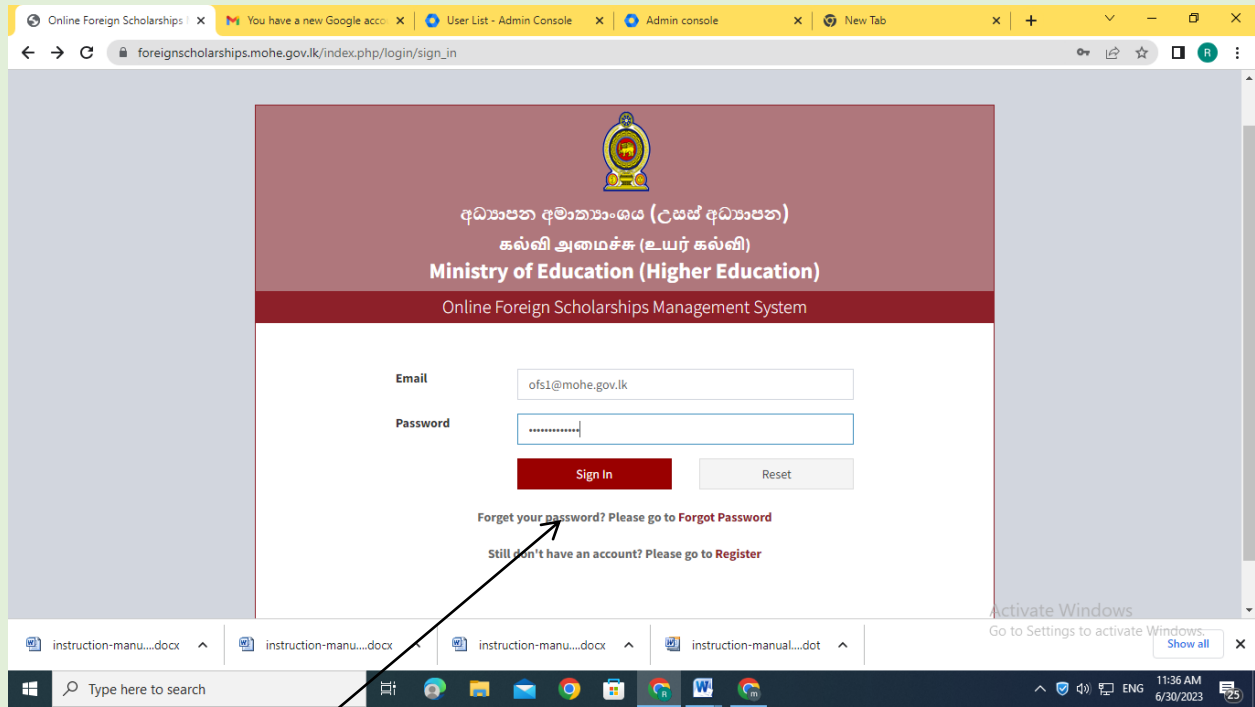 Online Foreign Scholarships
You have a new Google acco
User List - Admin Console
Admin console
New Tab
foreignscholarships.mohe.gov.lk/index.php/login/sign_in
R
අධ්‍යාපන අමාත්‍යාංශය (උසස් අධ්‍යාපන)
கல்வி அமைச்சு (உயர் கல்வி)
Ministry of Education (Higher Education)
Online Foreign Scholarships Management System
Email
ofs1@mohe.gov.lk
Password
•••••••••••••
Sign In
Reset
Forget your password? Please go to Forgot Password
Still don't have an account? Please go to Register
Activate Windows
Go to Settings to activate Windows.
instruction-manu....docx
instruction-manu....docx
instruction-manu....docx
instruction-manual....dot
Show all
Type here to search
ENG
11:36 AM
6/30/2023
25